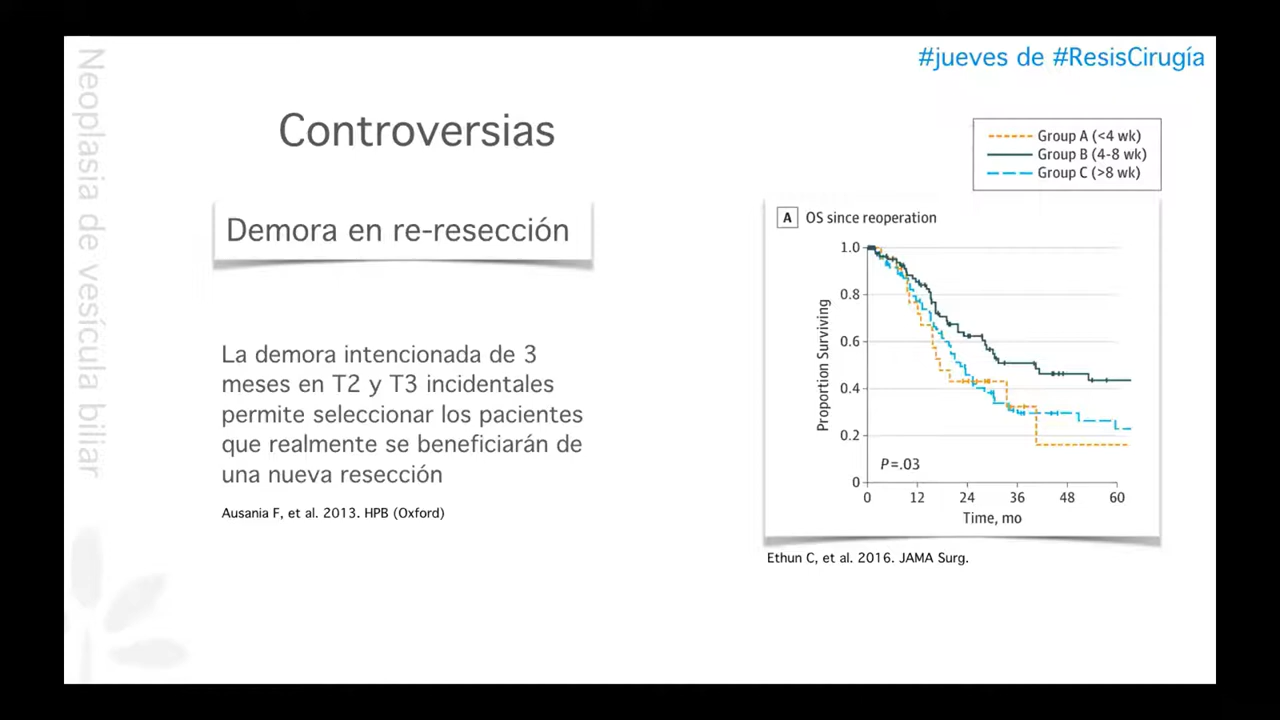 #jueves de #ResisCirugía
Neoplasia de vesícula biliar
Controversias
Demora en re-resección
La demora intencionada de 3
meses en T2 y T3 incidentales
permite seleccionar los pacientes
que realmente se beneficiarán de
una nueva resección
Ausania F, et al. 2013. HPB (Oxford)
Group A (<4 wk)
Group B (4-8 wk)
Group C (>8 wk)
A OS since reoperation
Proportion Surviving
1.0
0.8
0.6
0.4
0.2
0
P=.03
0 12 24 36 48 60
Time, mo
Ethun C, et al. 2016. JAMA Surg.